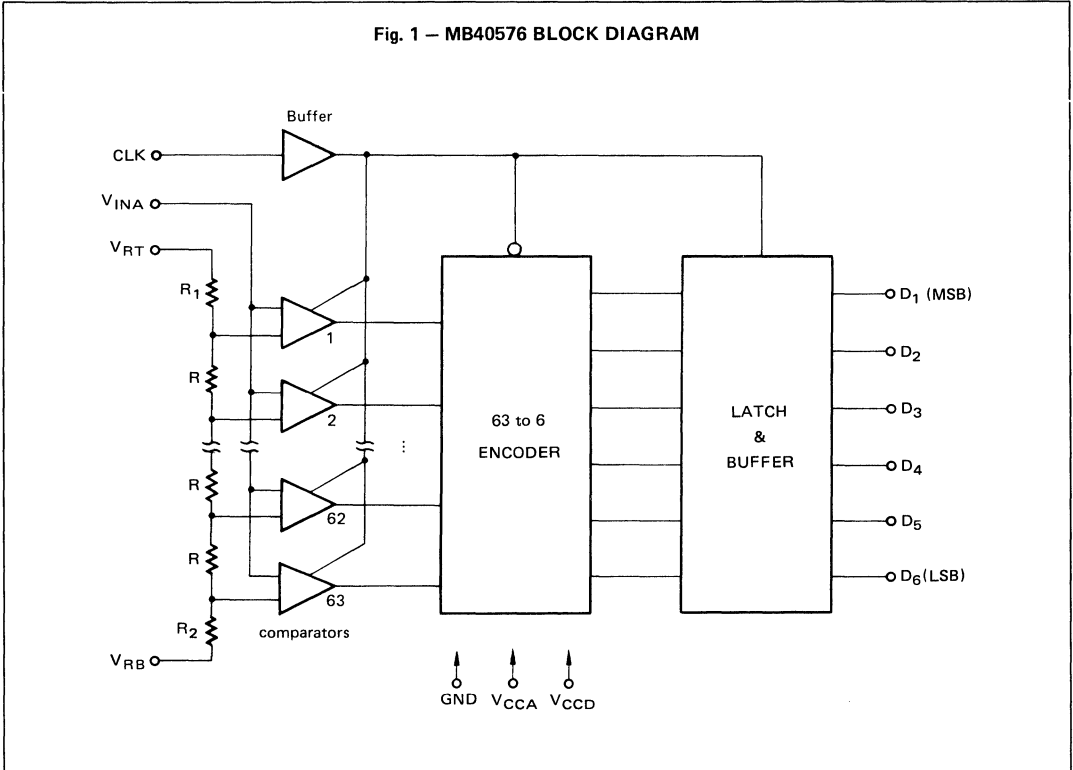 Fig. 1 — MB40576 BLOCK DIAGRAM
Buffer
CLK
VINA
VRT
R1
1
R
2
R
62
R
63
R2
comparators
VRB
63 to 6
ENCODER
LATCH
&
BUFFER
D1 (MSB)
D2
D3
D4
D5
D6 (LSB)
GND VCCA VCCD